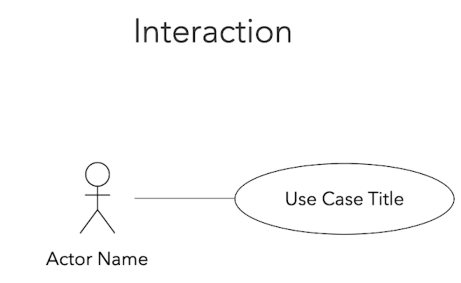 Interaction
Use Case Title
Actor Name